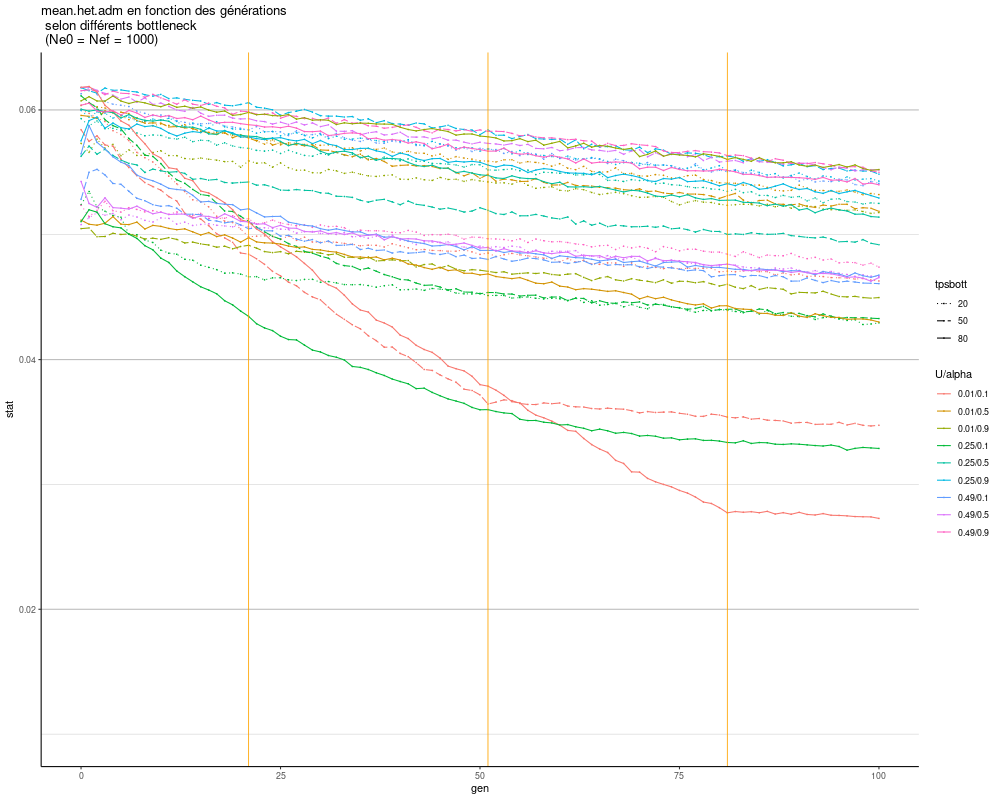 mean.het.adm en fonction des générations
selon différents bottleneck
(Ne0 = Nef = 1000)
0.06
0.04
0.02
stat
0
25
50
75
100
gen
tpsbott
20
50
80
U/alpha
0.01/0.1
0.01/0.5
0.01/0.9
0.25/0.1
0.25/0.5
0.25/0.9
0.49/0.1
0.49/0.5
0.49/0.9